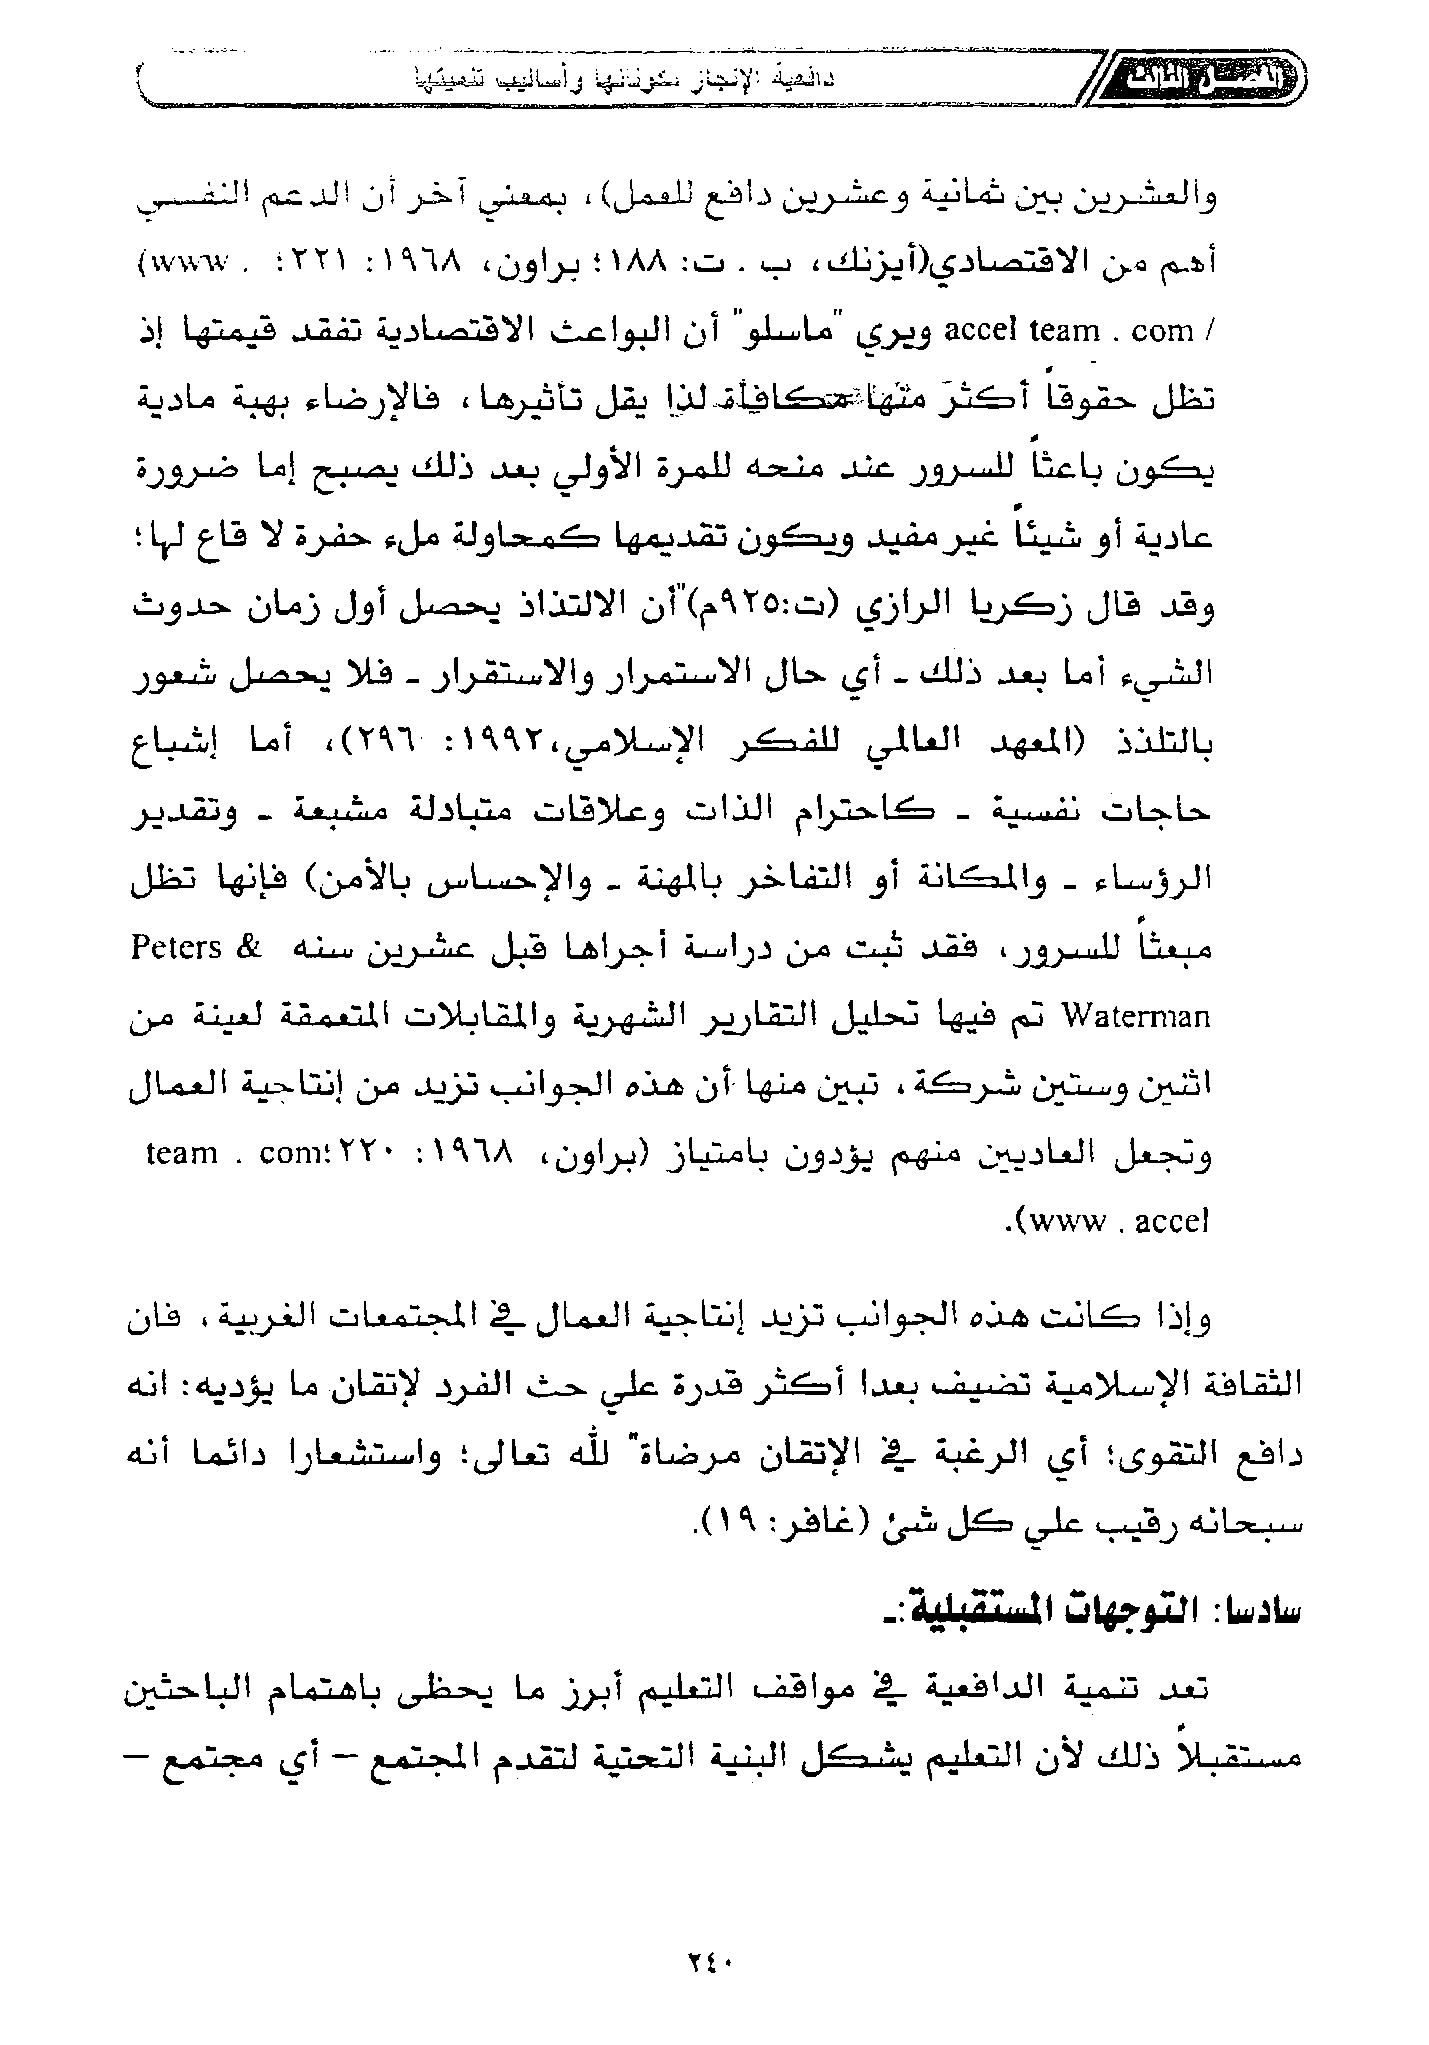 الفصل الثالث
دافعية الإنجاز مكوناتها وأساليب تنميتها
والعشرين بين ثمانية وعشرين دافع للعمل)، بمعني آخر أن الدعم النفسي
أهم من الاقتصادي(أيزنك، ب . ت: ١٨٨؛ براون، ١٩٦٨: ٢٢١؛ . www)
/ accel team . com ويري "ماسلو" أن البواعث الاقتصادية تفقد قيمتها إذ
تظل حقوقاً أكثر منها مكافأة لذا يقل تأثيرها، فالإرضاء بهبة مادية
يكون باعثاً للسرور عند منحه للمرة الأولي بعد ذلك يصبح إما ضرورة
عادية أو شيئاً غير مفيد ويكون تقديمها كمحاولة ملء حفرة لا قاع لها؛
وقد قال زكريا الرازي (ت:٩٢٥م)"أن الالتذاذ يحصل أول زمان حدوث
الشيء أما بعد ذلك - أي حال الاستمرار والاستقرار - فلا يحصل شعور
بالتلذذ (المعهد العالمي للفكر الإسلامي،١٩٩٢: ٢٩٦)، أما إشباع
حاجات نفسية - كاحترام الذات وعلاقات متبادلة مشبعة - وتقدير
الرؤساء - والمكانة أو التفاخر بالمهنة - والإحساس بالأمن) فإنها تظل
مبعثاً للسرور، فقد ثبت من دراسة أجراها قبل عشرين سنه Peters &
Waterman تم فيها تحليل التقارير الشهرية والمقابلات المتعمقة لعينة من
اثنين وستين شركة، تبين منها أن هذه الجوانب تزيد من إنتاجية العمال
وتجعل العاديين منهم يؤدون بامتياز (براون، ١٩٦٨: ٢٢٠؛team . com
www . accel).
وإذا كانت هذه الجوانب تزيد إنتاجية العمال في المجتمعات الغربية، فان
الثقافة الإسلامية تضيف بعدا أكثر قدرة علي حث الفرد لإتقان ما يؤديه: انه
دافع التقوى؛ أي الرغبة في الإتقان مرضاة" لله تعالى؛ واستشعارا دائما أنه
سبحانه رقيب علي كل شئ (غافر: ١٩).
سادسا: التوجهات المستقبلية:-
تعد تنمية الدافعية في مواقف التعليم أبرز ما يحظى باهتمام الباحثين
مستقبلاً ذلك لأن التعليم يشكل البنية التحتية لتقدم المجتمع – أي مجتمع –
٢٤٠